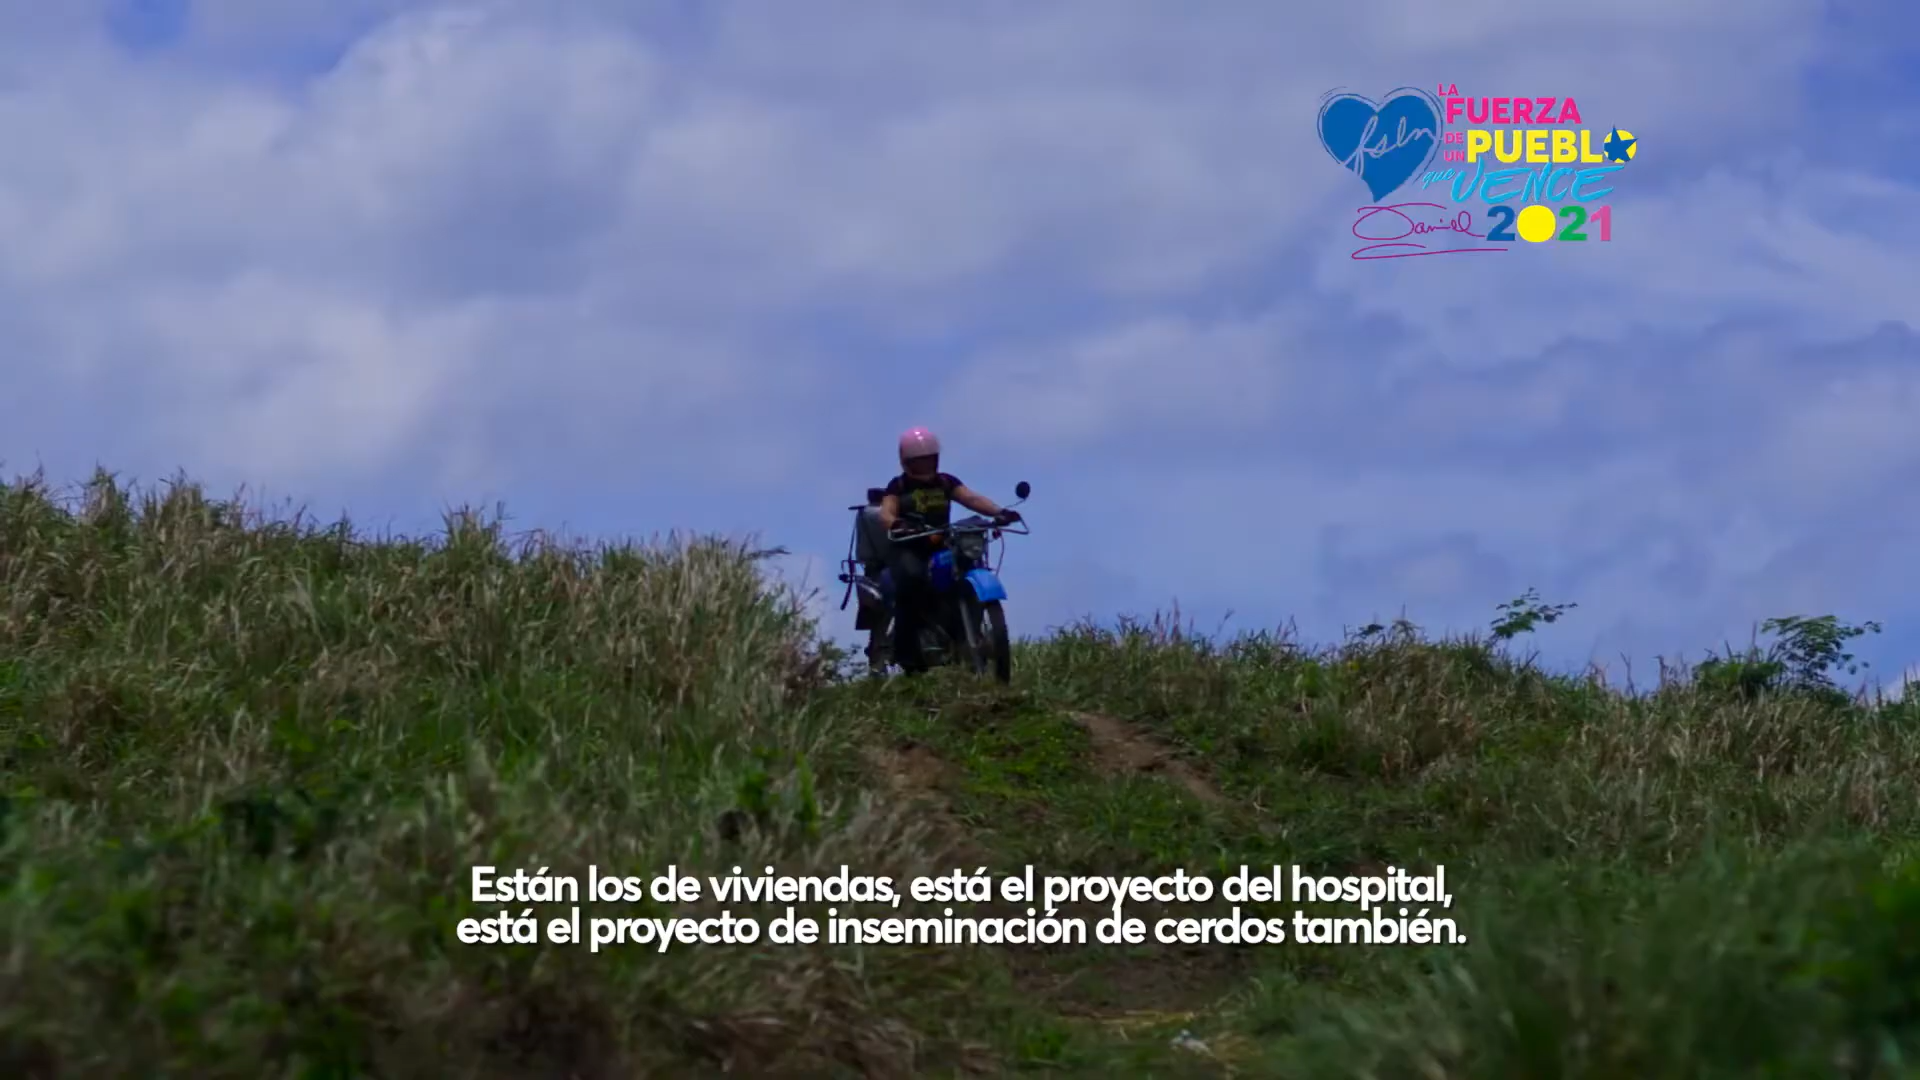 LA
FUERZA
DE UN PUEBLO
que VENCE
fsln
Daniel 2021
Están los de viviendas, está el proyecto del hospital,
está el proyecto de inseminación de cerdos también.